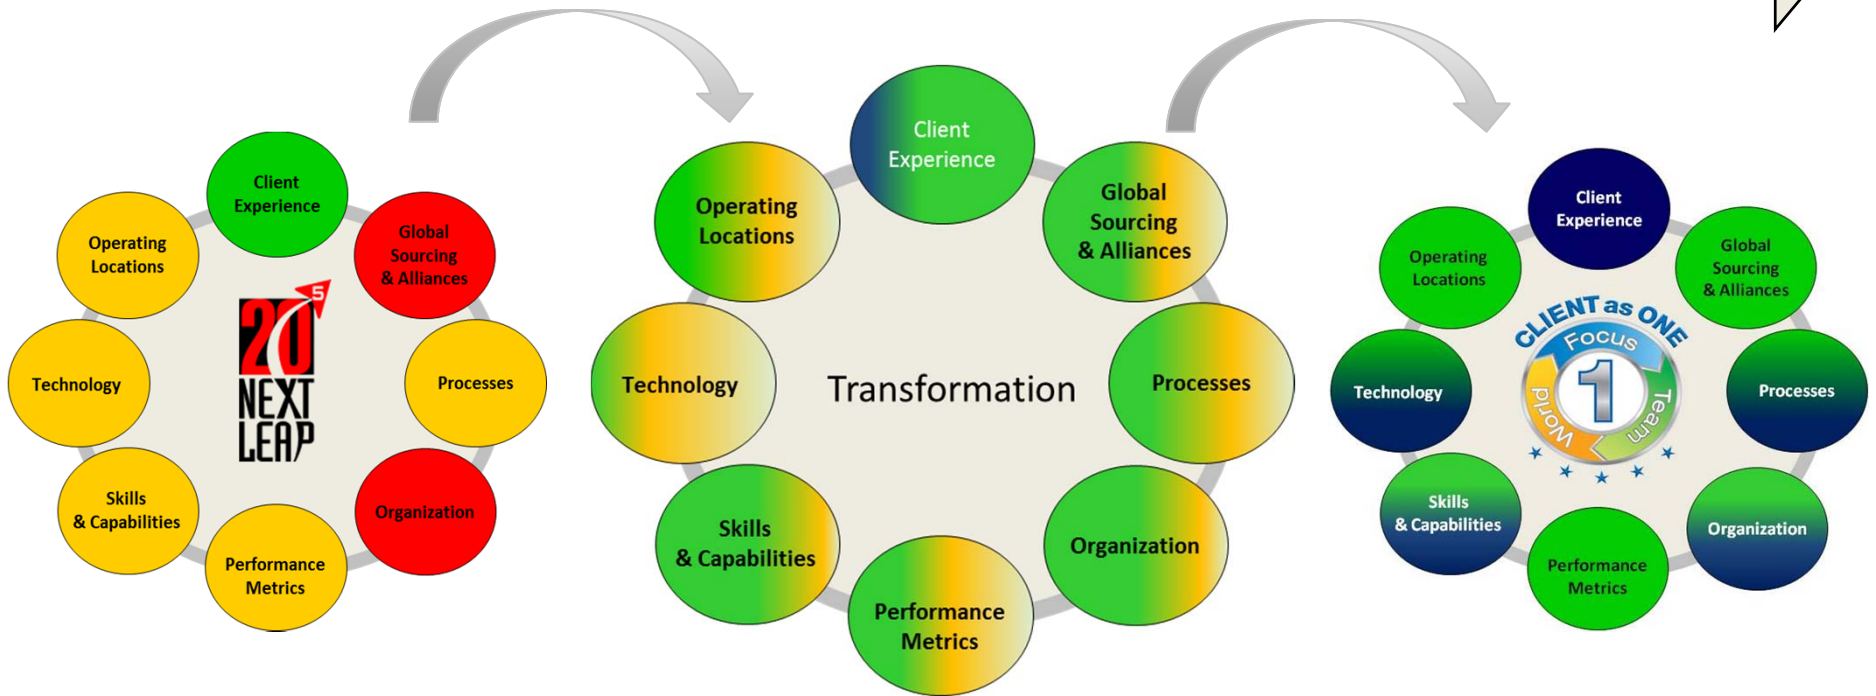 Client
Experience
Global
Sourcing
& Alliances
Processes
Organization
Performance
Metrics
Skills
& Capabilities
Technology
Operating
Locations
20
5
NEXT
LEAP
Client
Experience
Global
Sourcing
& Alliances
Processes
Organization
Performance
Metrics
Skills
& Capabilities
Technology
Operating
Locations
Transformation
Client
Experience
Global
Sourcing
& Alliances
Processes
Organization
Performance
Metrics
Skills
& Capabilities
Technology
Operating
Locations
CLIENT as ONE
Focus
Team
World
1